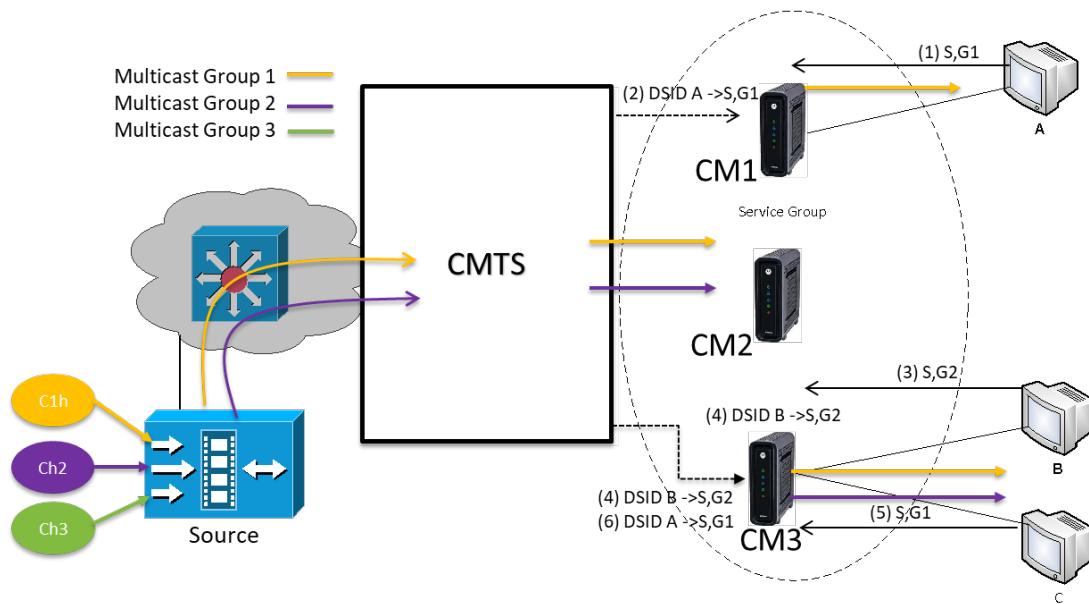 Multicast Group 1
Multicast Group 2
Multicast Group 3
(1) S,G1
(2) DSID A ->S,G1
A
CM1
Service Group
CMTS
CM2
(3) S,G2
C1h
(4) DSID B ->S,G2
Ch2
B
(4) DSID B ->S,G2
(6) DSID A ->S,G1
(5) S,G1
Ch3
Source
CM3
C